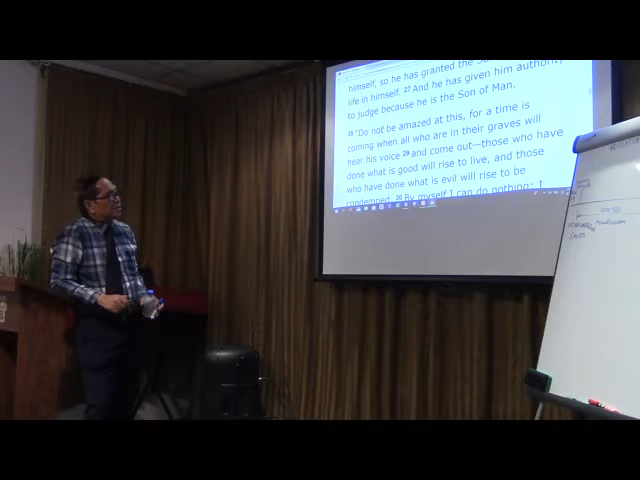 himself, so he has granted the So
life in himself. 27 And he has given him authority
to judge because he is the Son of Man.
28 "Do not be amazed at this, for a time is
coming when all who are in their graves will
hear his voice 29 and come out—those who have
done what is good will rise to live, and those
who have done what is evil will rise to be
condemned. 30 By myself I can do nothing; I